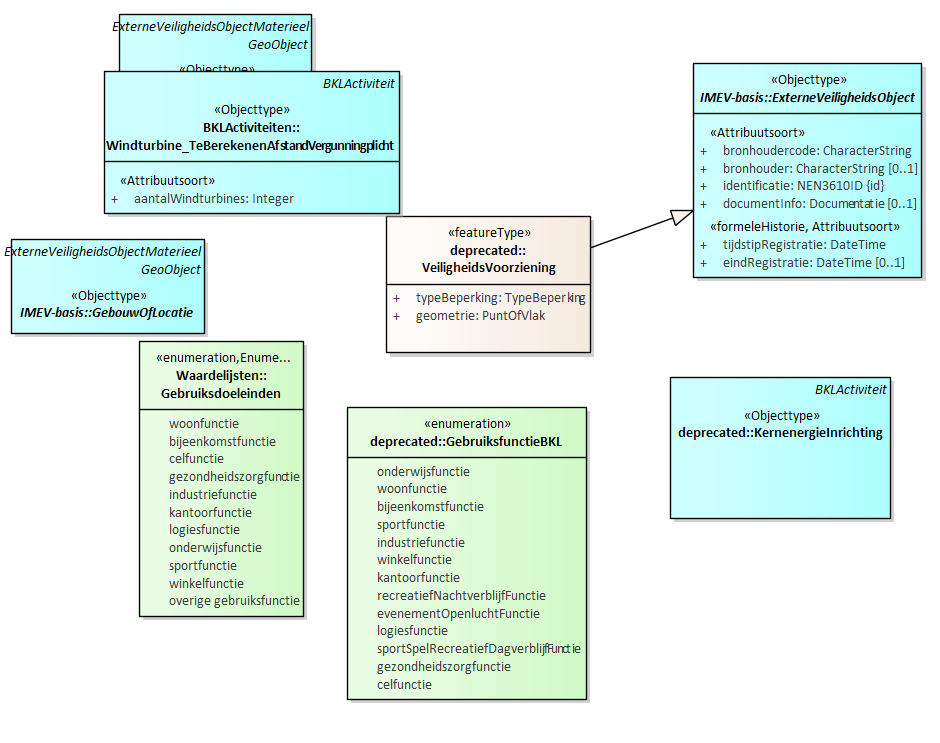 ExterneVeiligheidsObjectMaterieel
GeoObject
«Objecttype»
BKLActiviteit
«Objecttype»
BKLActiviteiten::
Windturbine_TeBerekenenAfstandVergunningplicht
«Attribuutsoort»
+ aantalWindturbines: Integer
«Objecttype»
IMEV-basis::ExterneVeiligheidsObject
«Attribuutsoort»
+ bronhoudercode: CharacterString
+ bronhouder: CharacterString [0..1]
+ identificatie: NEN3610ID {id}
+ documentInfo: Documentatie [0..1]
«formeleHistorie, Attribuutsoort»
+ tijdstipRegistratie: DateTime
+ eindRegistratie: DateTime [0..1]
«featureType»
deprecated::
VeiligheidsVoorziening
+ typeBeperking: TypeBeperking
+ geometrie: PuntOfVlak
ExterneVeiligheidsObjectMaterieel
GeoObject
«Objecttype»
IMEV-basis::GebouwOfLocatie
«enumeration,Enume...
Waardelijsten::
Gebruiksdoeleinden
woonfunctie
bijeenkomstfunctie
celfunctie
gezondheidszorgfunctie
industriefunctie
kantoorfunctie
logiesfunctie
onderwijsfunctie
sportfunctie
winkelfunctie
overige gebruiksfunctie
«enumeration»
deprecated::GebruiksfunctieBKL
onderwijsfunctie
woonfunctie
bijeenkomstfunctie
sportfunctie
industriefunctie
winkelfunctie
kantoorfunctie
recreatiefNachtverblijfFunctie
evenementOpenluchtFunctie
logiesfunctie
sportSpelRecreatiefDagverblijfFunctie
gezondheidszorgfunctie
celfunctie
BKLActiviteit
«Objecttype»
deprecated::KernenergieInrichting